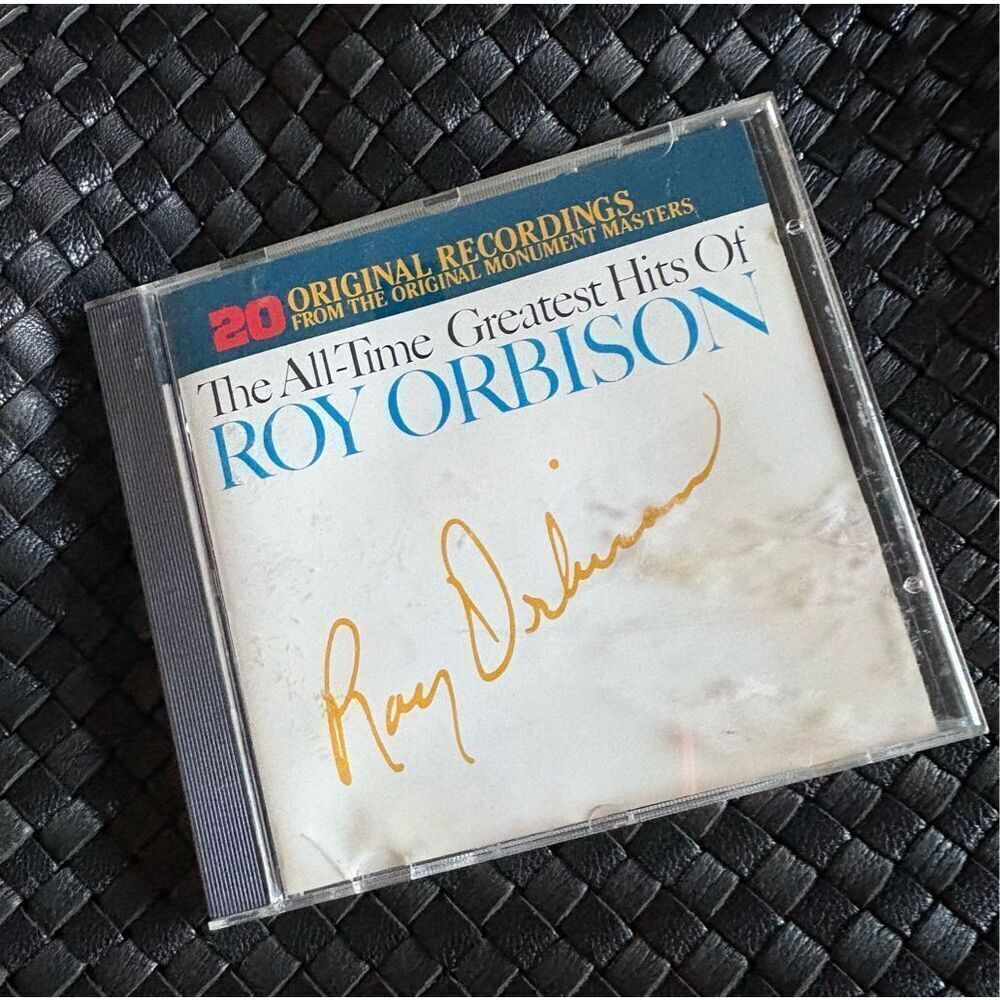 20 ORIGINAL RECORDINGS
FROM THE ORIGINAL MONUMENT MASTERS
The All-Time Greatest Hits Of
ROY ORBISON
Roy Orbison